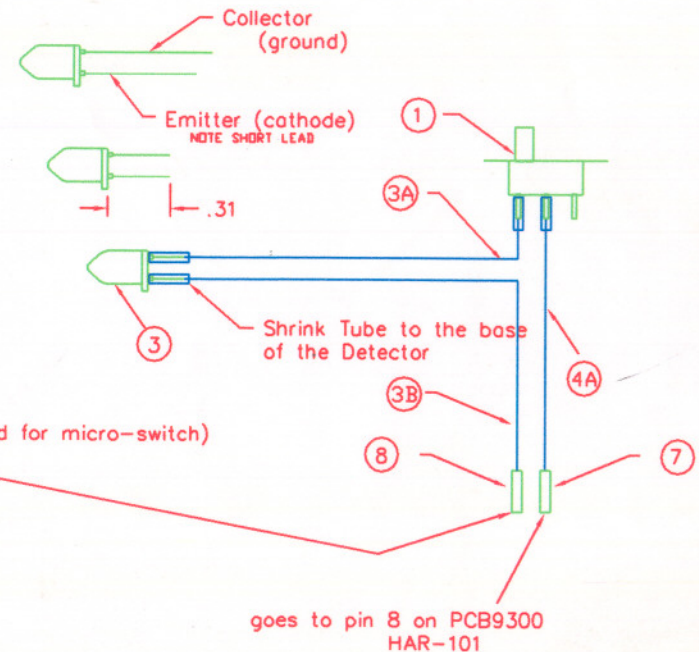 Collector
(ground)
Emitter (cathode)
NOTE SHORT LEAD
1
3A
.31
3
Shrink Tube to the base
of the Detector
4A
3B
d for micro-switch)
8
7
goes to pin 8 on PCB9300
HAR-101